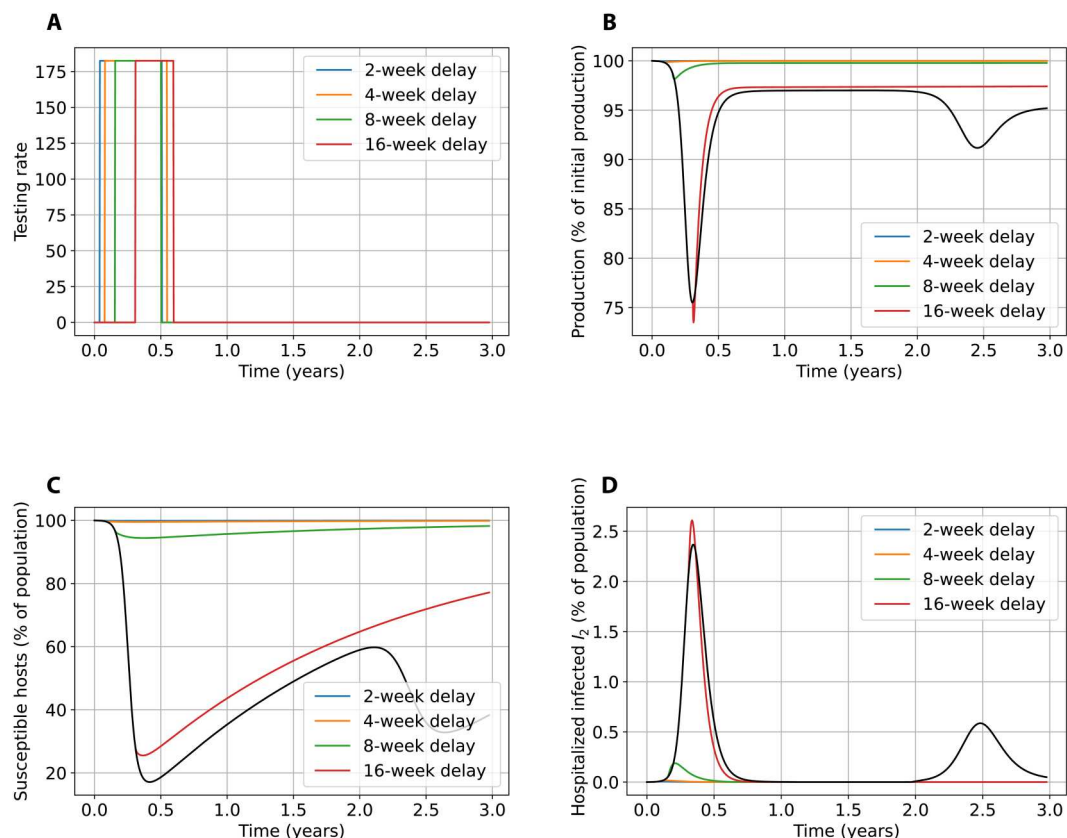 A
Testing rate
175
150
125
100
75
50
25
0
2-week delay
4-week delay
8-week delay
16-week delay
0.0 0.5 1.0 1.5 2.0 2.5 3.0
Time (years)
B
Production (% of initial production)
100
95
90
85
80
75
2-week delay
4-week delay
8-week delay
16-week delay
0.0 0.5 1.0 1.5 2.0 2.5 3.0
Time (years)
C
Susceptible hosts (% of population)
100
80
60
40
20
2-week delay
4-week delay
8-week delay
16-week delay
0.0 0.5 1.0 1.5 2.0 2.5 3.0
Time (years)
D
Hospitalized infected I₂ (% of population)
2.5
2.0
1.5
1.0
0.5
0.0
2-week delay
4-week delay
8-week delay
16-week delay
0.0 0.5 1.0 1.5 2.0 2.5 3.0
Time (years)